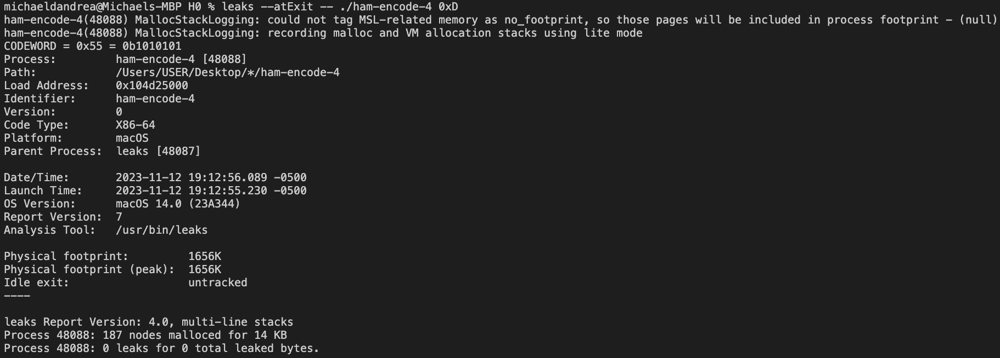 michaeldandrea@Michaels-MBP H0 % leaks --atExit -- ./ham-encode-4 0xD
ham-encode-4(48088) MallocStackLogging: could not tag MSL-related memory as no_footprint, so those pages will be included in process footprint - (null)
ham-encode-4(48088) MallocStackLogging: recording malloc and VM allocation stacks using lite mode
CODEWORD = 0x55 = 0b1010101
Process:         ham-encode-4 [48088]
Path:            /Users/USER/Desktop/*/ham-encode-4
Load Address:    0x104d25000
Identifier:      ham-encode-4
Version:         0
Code Type:       X86-64
Platform:        macOS
Parent Process:  leaks [48087]

Date/Time:       2023-11-12 19:12:56.089 -0500
Launch Time:     2023-11-12 19:12:55.230 -0500
OS Version:      macOS 14.0 (23A344)
Report Version:  7
Analysis Tool:   /usr/bin/leaks

Physical footprint:         1656K
Physical footprint (peak):  1656K
Idle exit:                  untracked
----

leaks Report Version: 4.0, multi-line stacks
Process 48088: 187 nodes malloced for 14 KB
Process 48088: 0 leaks for 0 total leaked bytes.